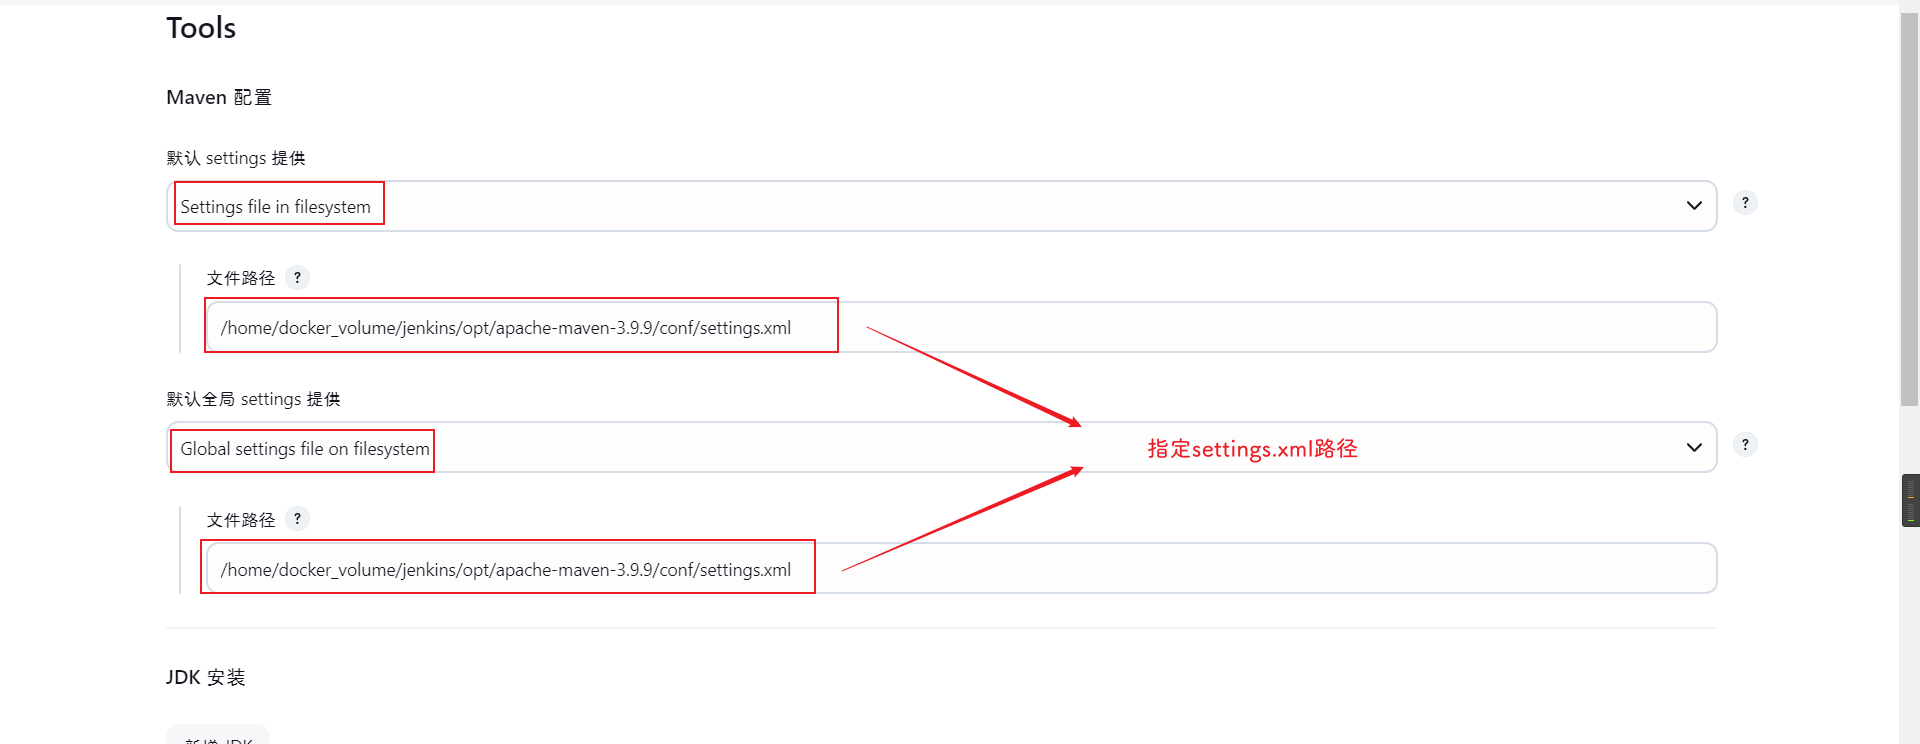 Tools
Maven 配置
默认 settings 提供
Settings file in filesystem
?
文件路径 ?
/home/docker_volume/jenkins/opt/apache-maven-3.9.9/conf/settings.xml
默认全局 settings 提供
Global settings file on filesystem
指定settings.xml路径
?
文件路径 ?
/home/docker_volume/jenkins/opt/apache-maven-3.9.9/conf/settings.xml
JDK 安装
新增 JDK